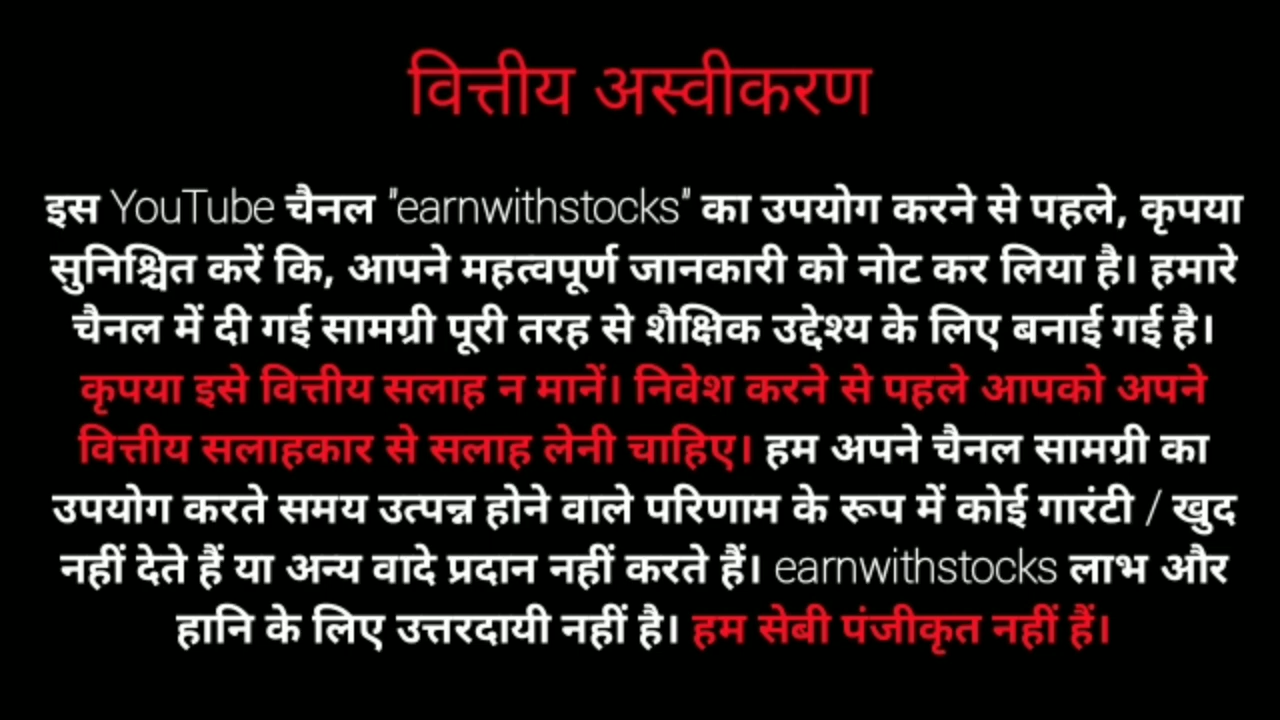 वित्तीय अस्वीकरण
इस YouTube चैनल "earnwithstocks" का उपयोग करने से पहले, कृपया
सुनिश्चित करें कि, आपने महत्वपूर्ण जानकारी को नोट कर लिया है। हमारे
चैनल में दी गई सामग्री पूरी तरह से शैक्षिक उद्देश्य के लिए बनाई गई है।
कृपया इसे वित्तीय सलाह न मानें। निवेश करने से पहले आपको अपने
वित्तीय सलाहकार से सलाह लेनी चाहिए। हम अपने चैनल सामग्री का
उपयोग करते समय उत्पन्न होने वाले परिणाम के रूप में कोई गारंटी / खुद
नहीं देते हैं या अन्य वादे प्रदान नहीं करते हैं। earnwithstocks लाभ और
हानि के लिए उत्तरदायी नहीं है। हम सेबी पंजीकृत नहीं हैं।